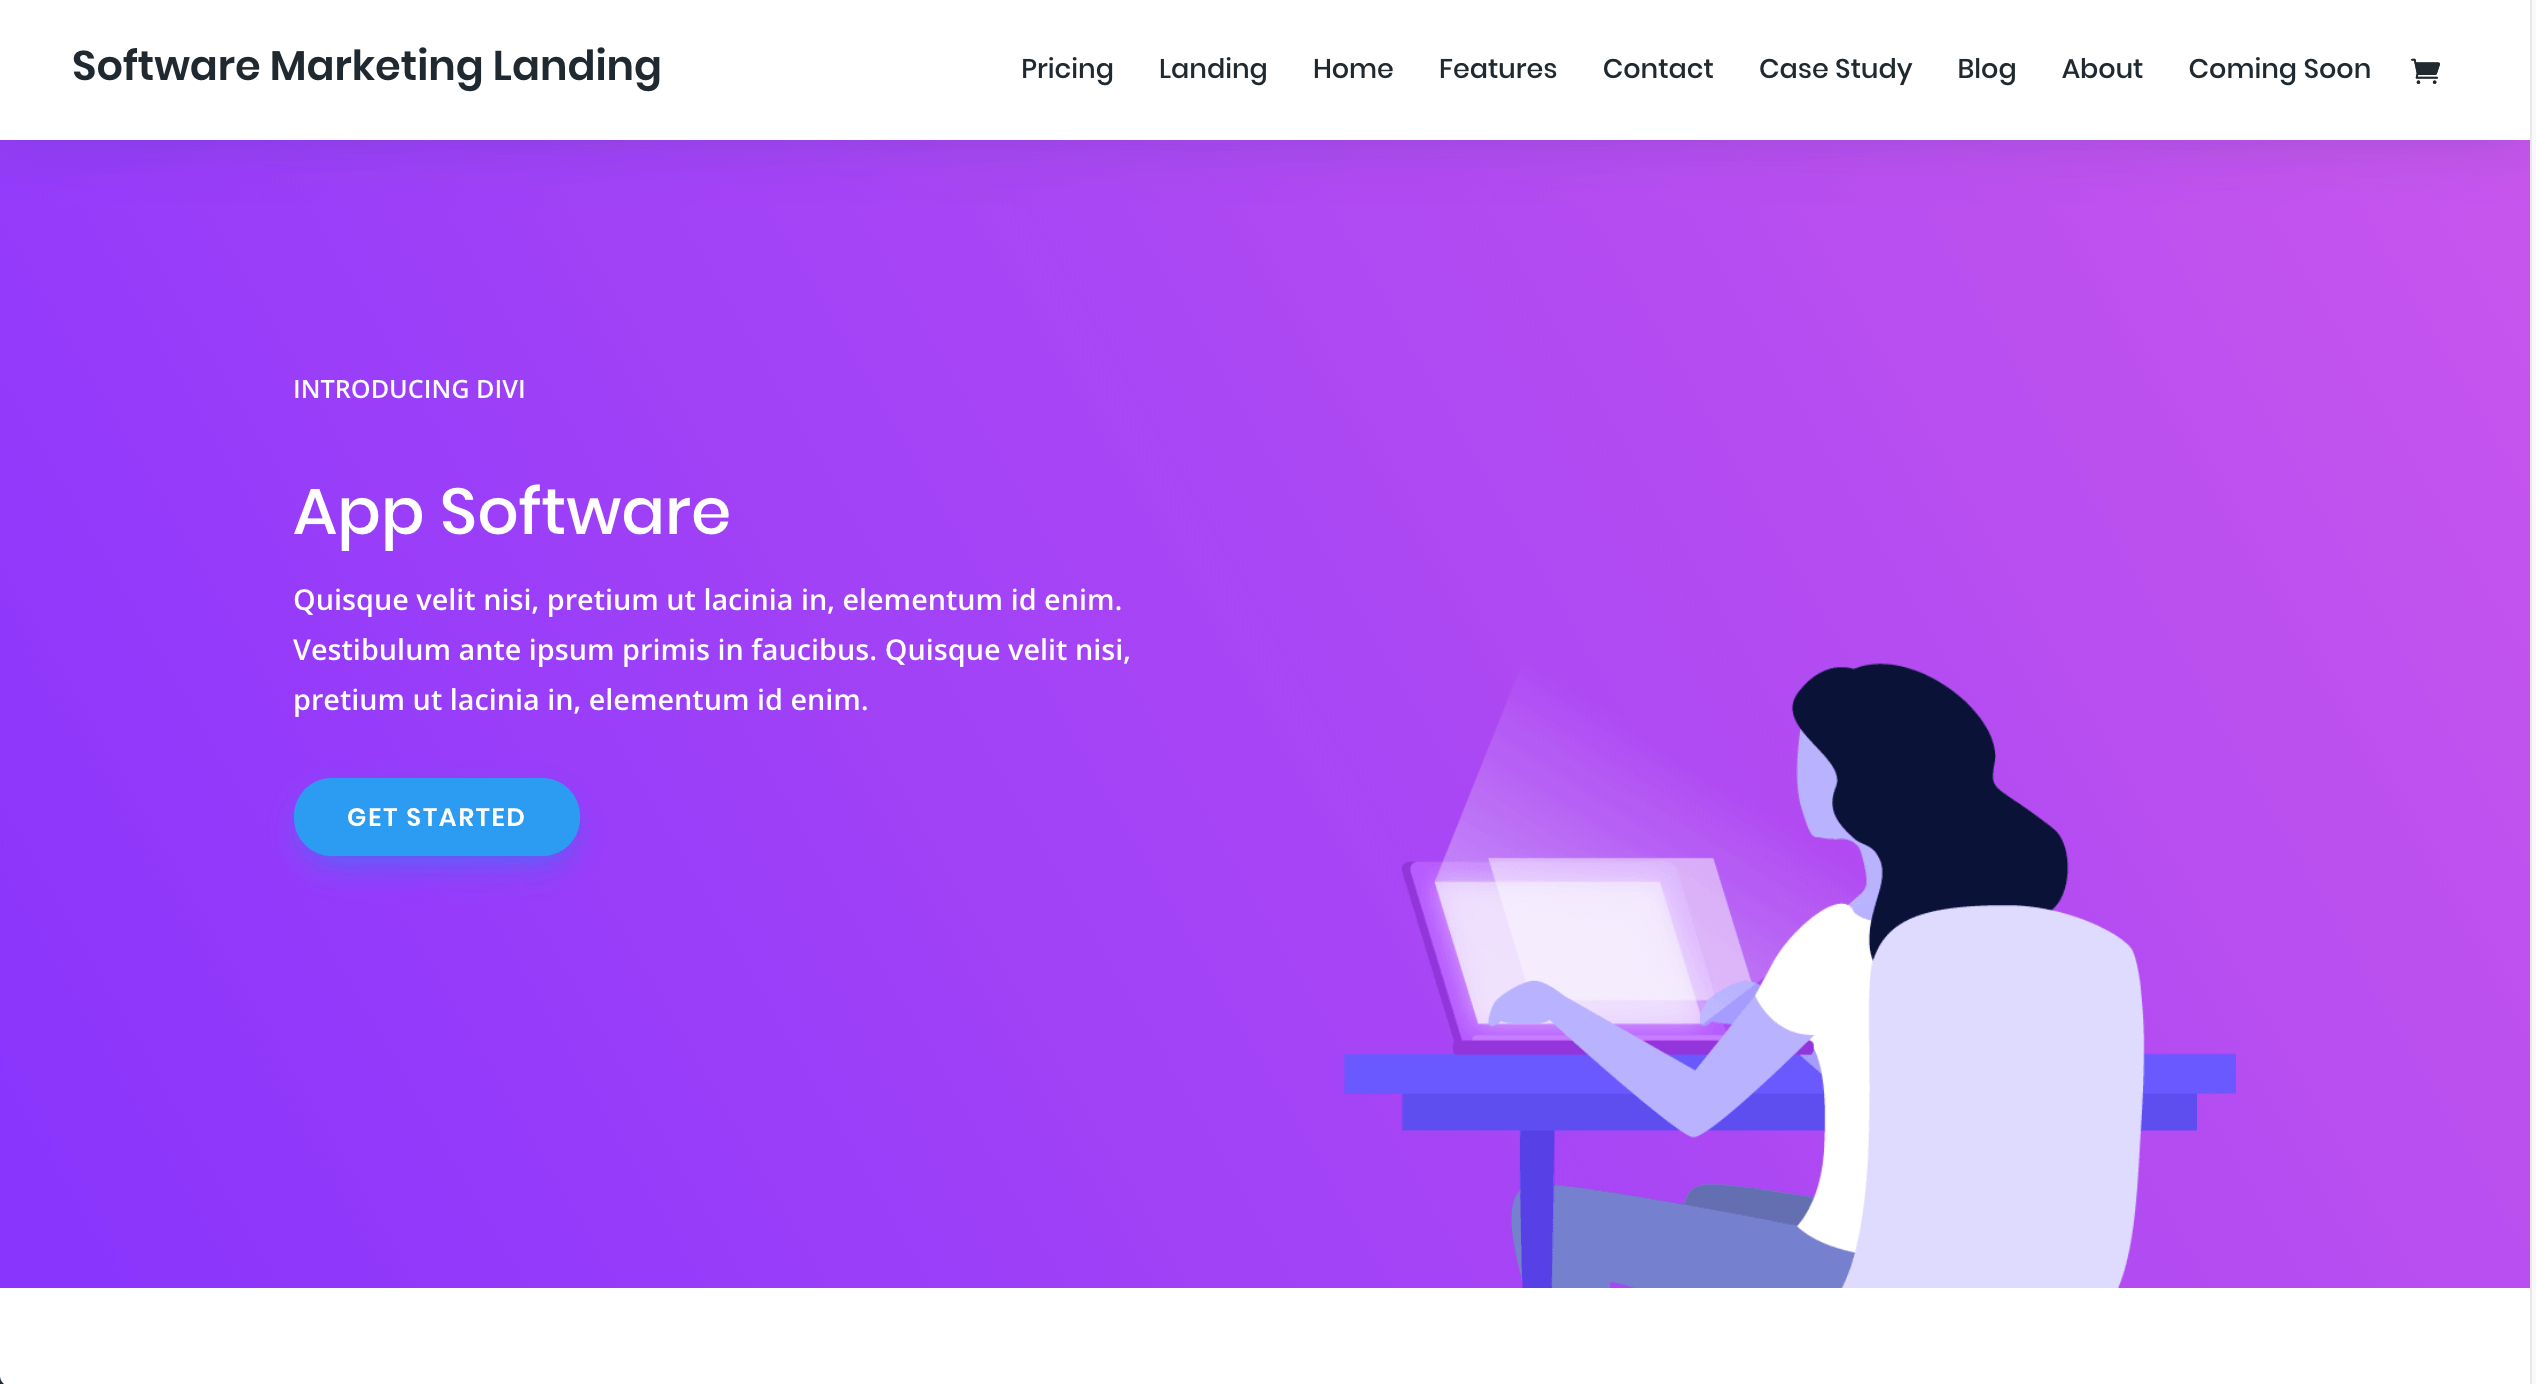 Software Marketing Landing
Pricing Landing Home Features Contact Case Study Blog About Coming Soon
INTRODUCING DIVI
App Software
Quisque velit nisi, pretium ut lacinia in, elementum id enim.
Vestibulum ante ipsum primis in faucibus. Quisque velit nisi,
pretium ut lacinia in, elementum id enim.
GET STARTED